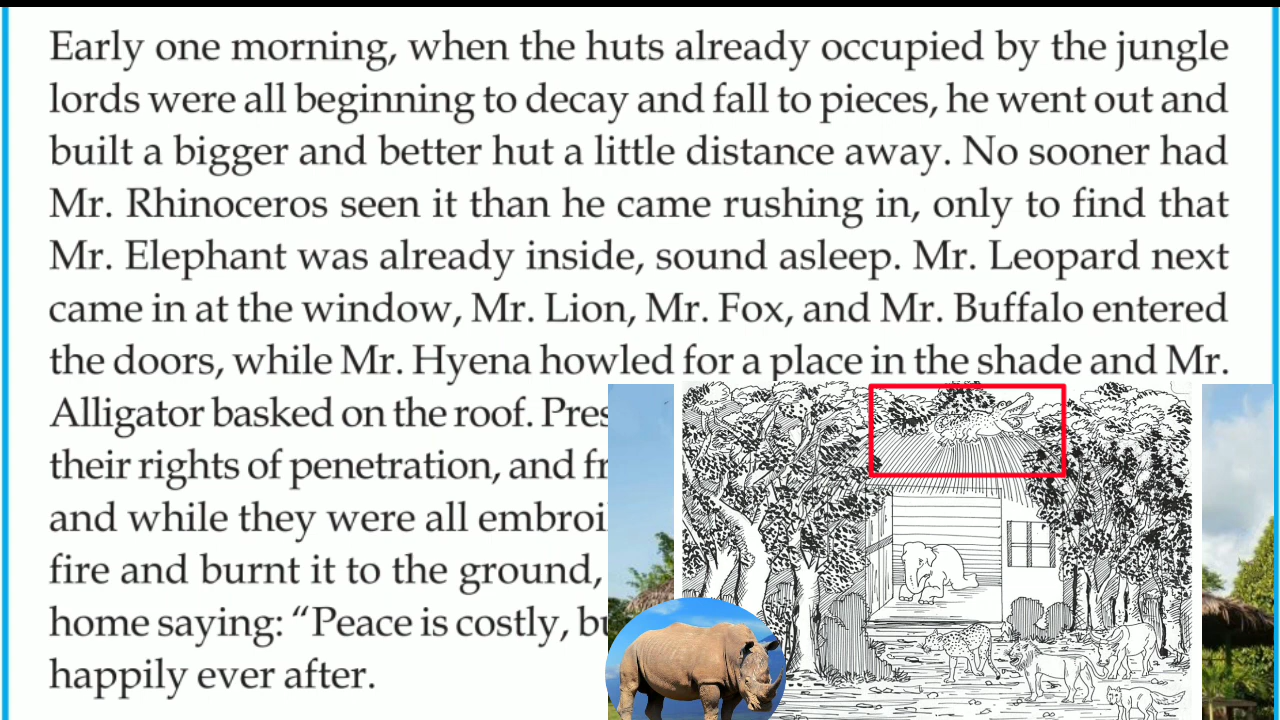 Early one morning, when the huts already occupied by the jungle
lords were all beginning to decay and fall to pieces, he went out and
built a bigger and better hut a little distance away. No sooner had
Mr. Rhinoceros seen it than he came rushing in, only to find that
Mr. Elephant was already inside, sound asleep. Mr. Leopard next
came in at the window, Mr. Lion, Mr. Fox, and Mr. Buffalo entered
the doors, while Mr. Hyena howled for a place in the shade and Mr.
Alligator basked on the roof.
their rights of penetration, and
and while they were all
fire and burnt it to the ground,
home saying: “Peace is costly,
happily ever after.